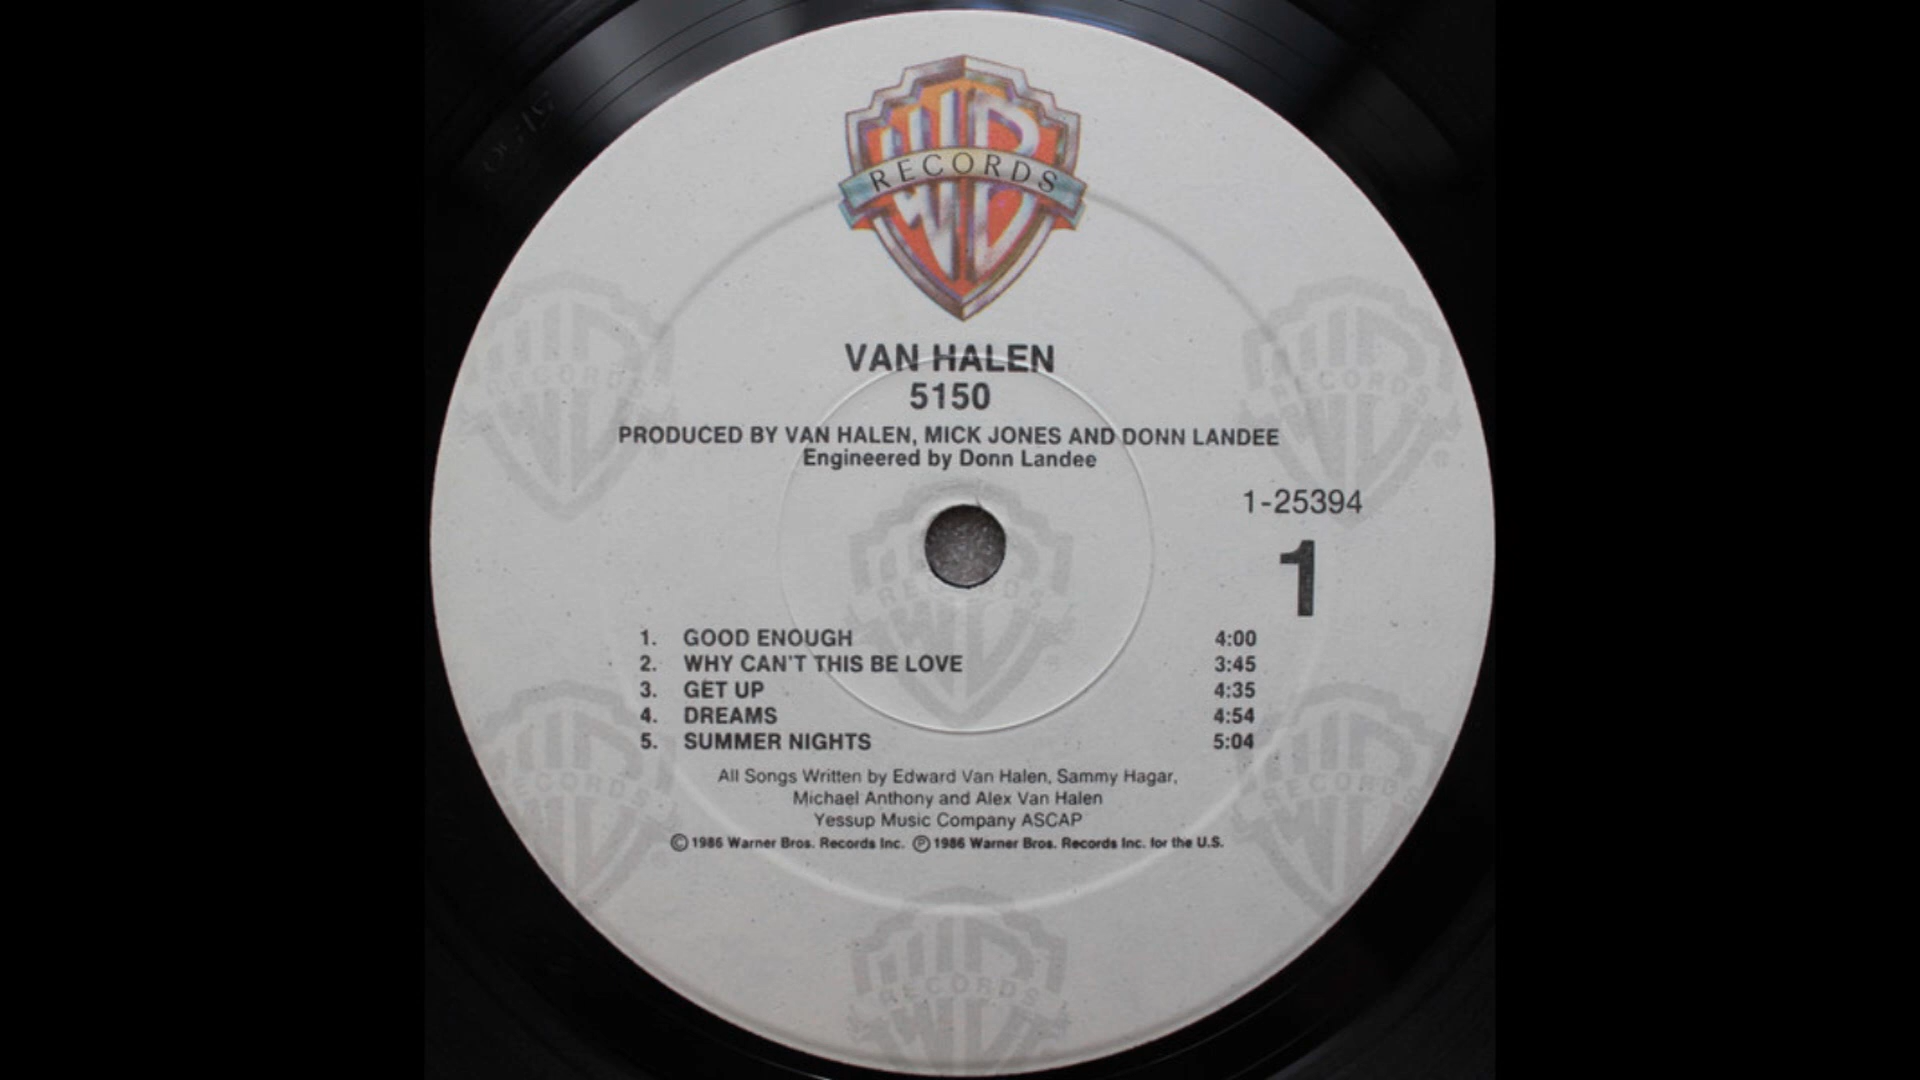 RECORDS
VAN HALEN
5150
PRODUCED BY VAN HALEN, MICK JONES AND DONN LANDEE
Engineered by Donn Landee
1-25394
1
1. GOOD ENOUGH 4:00
2. WHY CAN'T THIS BE LOVE 3:45
3. GET UP 4:35
4. DREAMS 4:54
5. SUMMER NIGHTS 5:04
All Songs Written by Edward Van Halen, Sammy Hagar,
Michael Anthony and Alex Van Halen
Yessup Music Company ASCAP
© 1986 Warner Bros. Records Inc. ℗ 1986 Warner Bros. Records Inc. for the U.S.